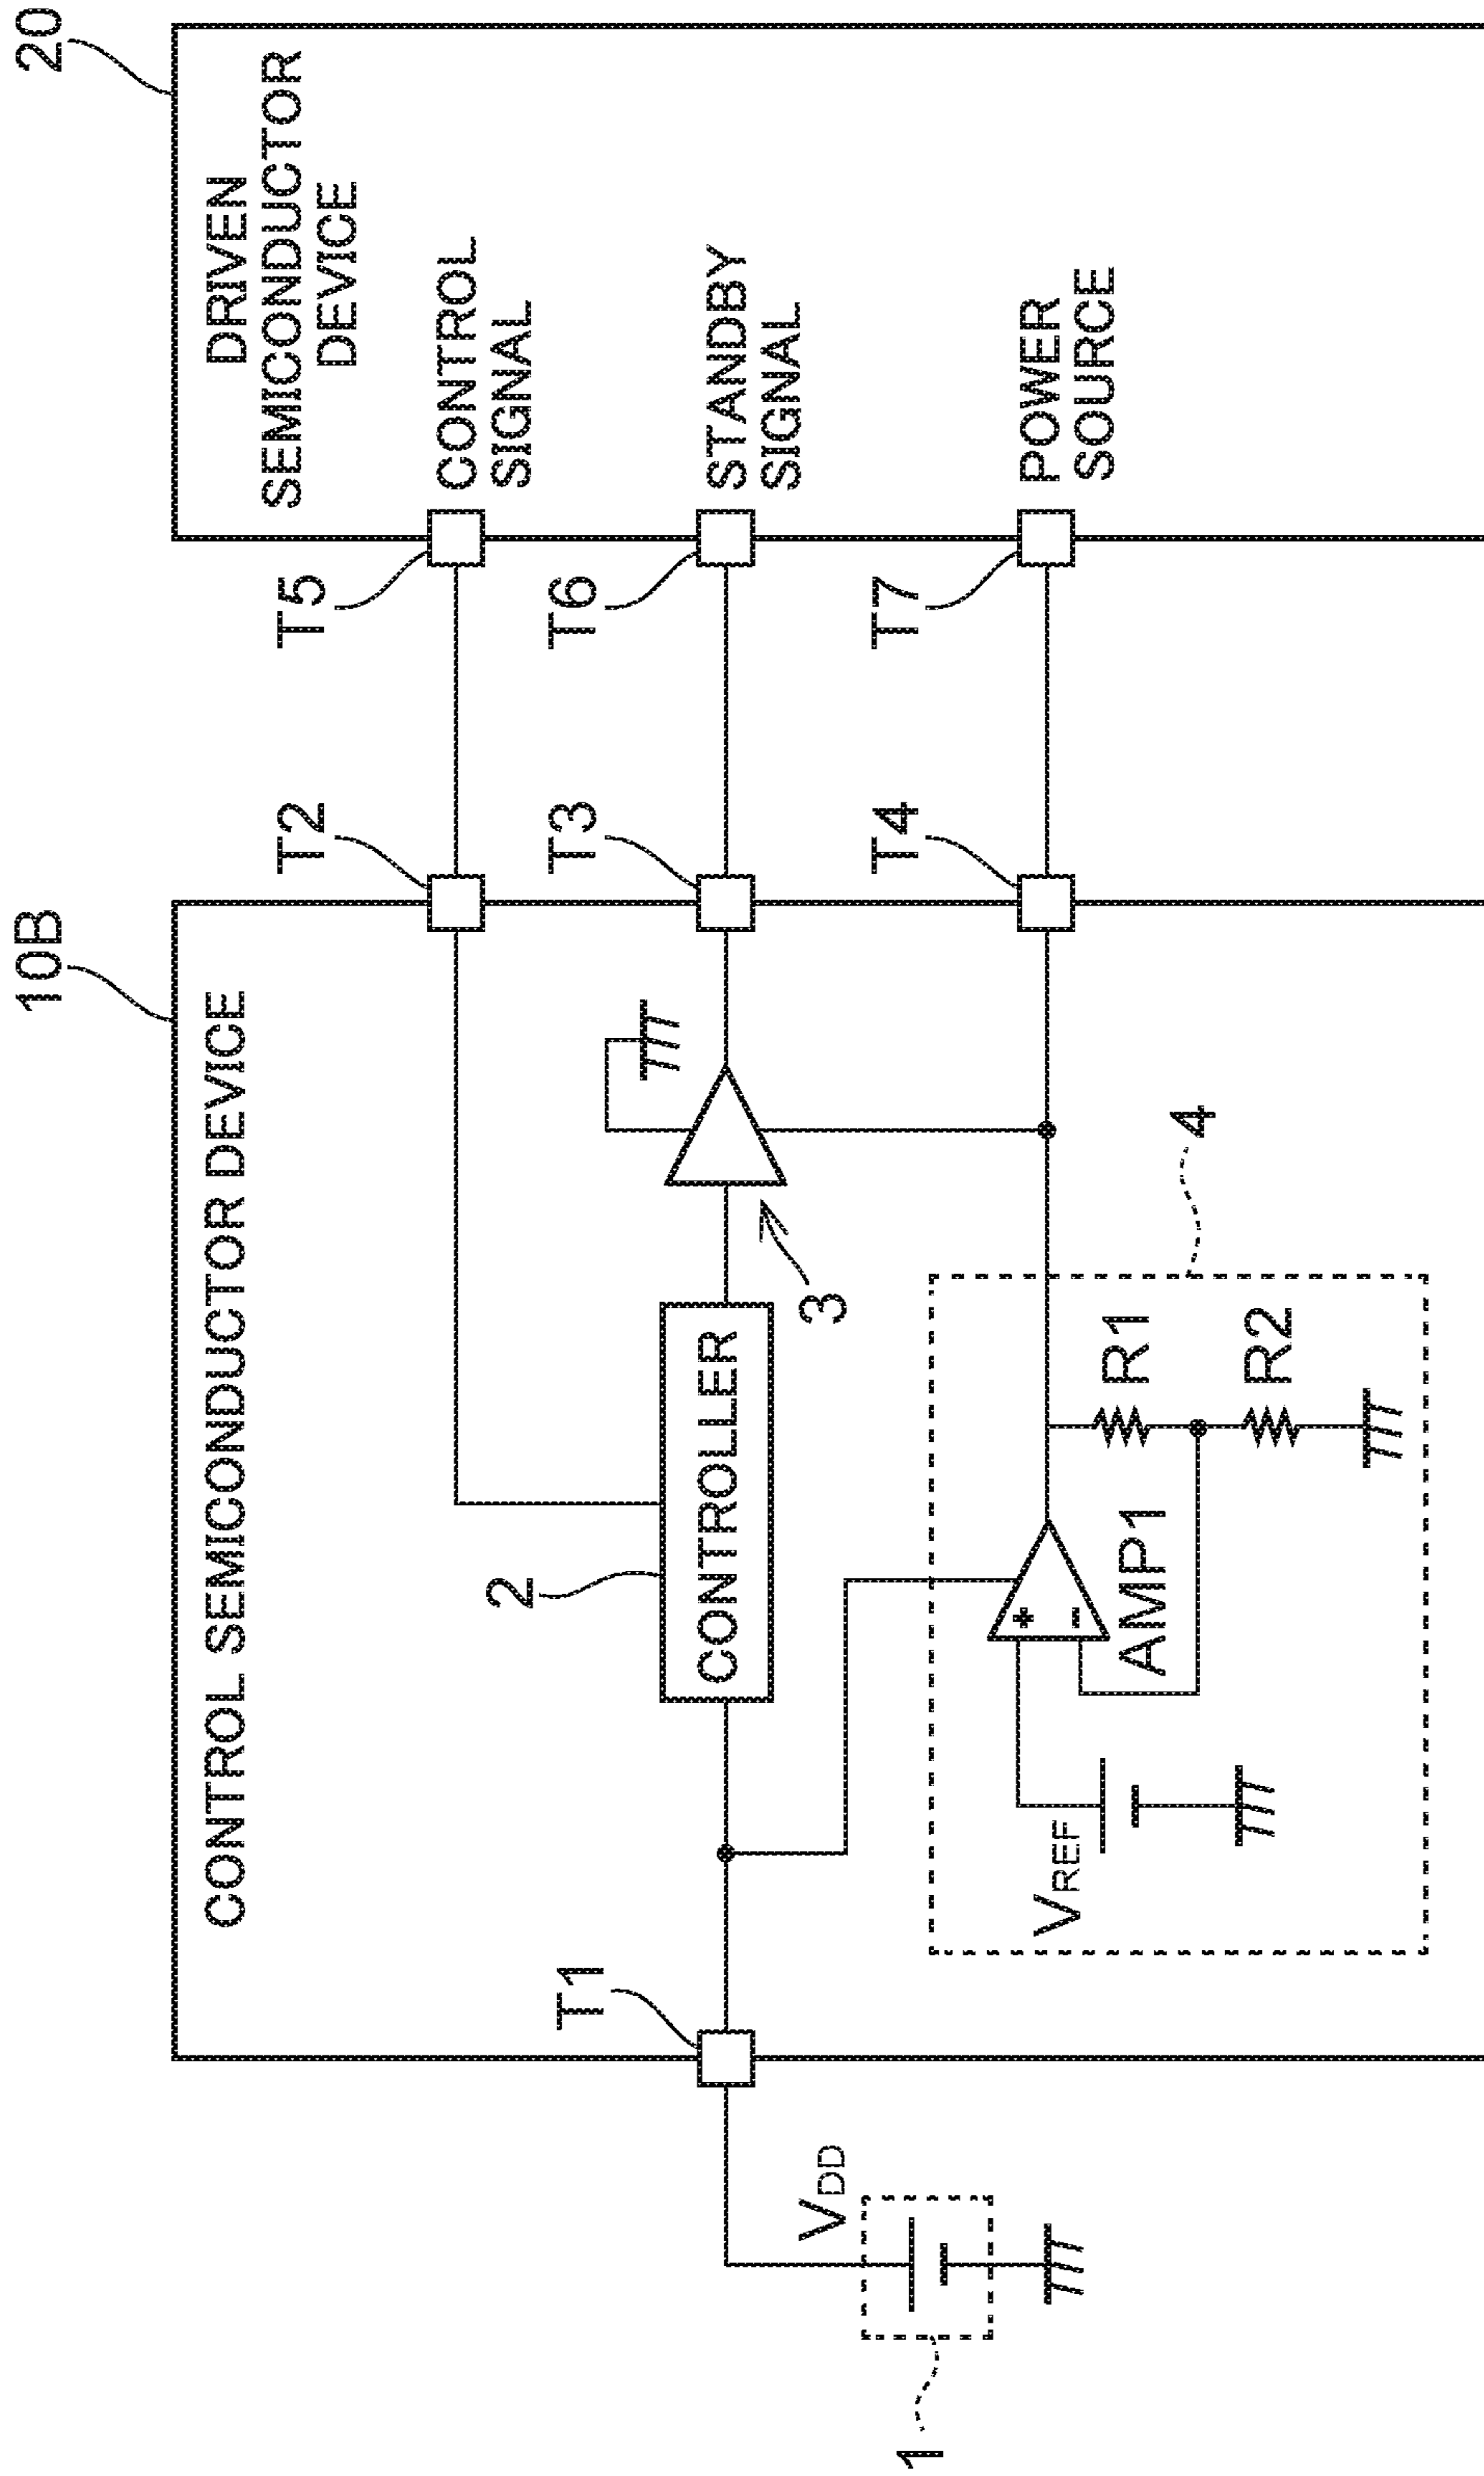 10B
20
CONTROL SEMICONDUCTOR DEVICE
DRIVEN
SEMICONDUCTOR
DEVICE
T2
T5
CONTROL
SIGNAL
2
CONTROLLER
3
T1
T3
T6
STANDBY
SIGNAL
VDD
1
T4
T7
POWER
SOURCE
4
VREF
+
-
AMP1
R1
R2